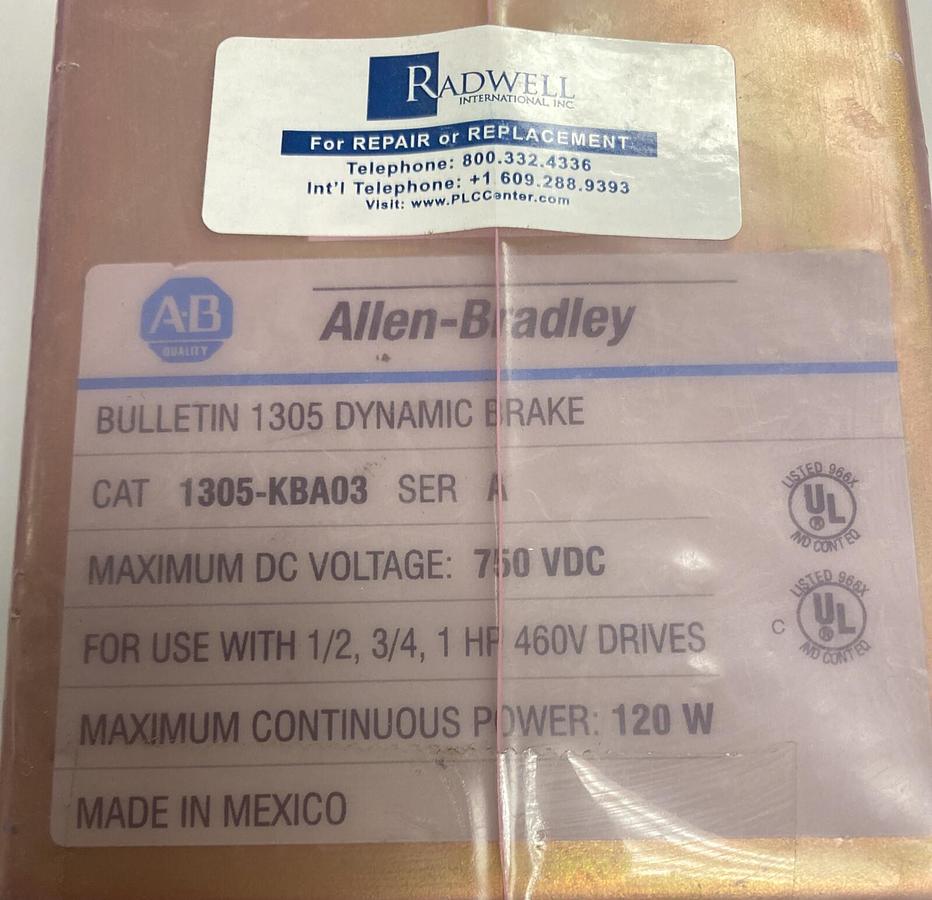 RADWELL
INTERNATIONAL, INC.
For REPAIR or REPLACEMENT
Telephone: 800.332.4336
Int'l Telephone: +1 609.288.9393
Visit: www.PLCCenter.com
A-B
QUALITY
Allen-Bradley
BULLETIN 1305 DYNAMIC BRAKE
CAT 1305-KBA03 SER A
MAXIMUM DC VOLTAGE: 750 VDC
FOR USE WITH 1/2, 3/4, 1 HP 460V DRIVES
MAXIMUM CONTINUOUS POWER: 120 W
MADE IN MEXICO
LISTED 966X
UL
®
IND CONT EQ
LISTED 966X
C UL
®
IND CONT EQ